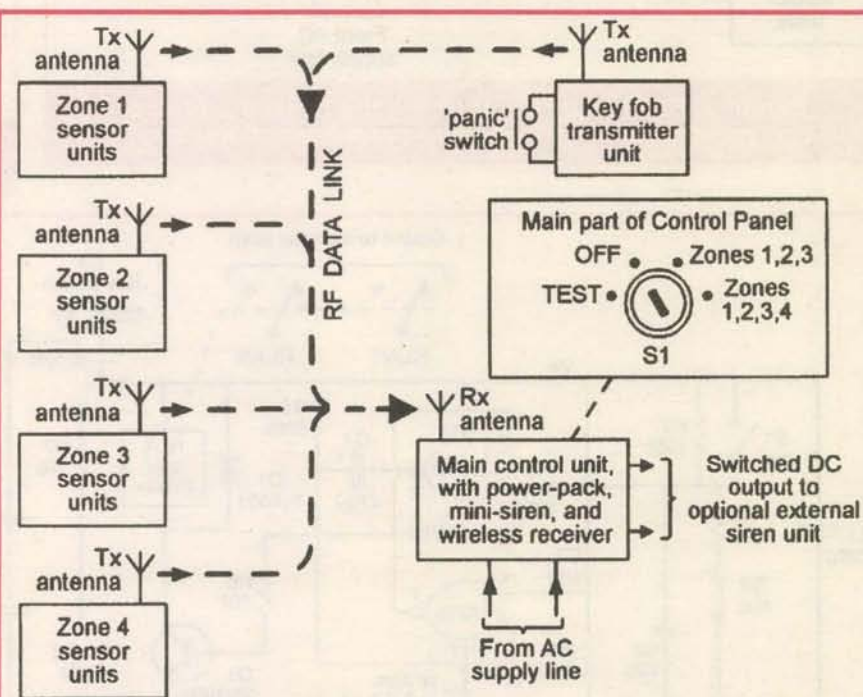 Tx
antenna
Zone 1
sensor
units
Tx
antenna
'panic'
switch
Key fob
transmitter
unit
RF DATA LINK
Tx
antenna
Zone 2
sensor
units
Main part of Control Panel
OFF
Zones 1,2,3
TEST
Zones
1,2,3,4
S1
Tx
antenna
Zone 3
sensor
units
Rx
antenna
Main control unit,
with power-pack,
mini-siren, and
wireless receiver
Switched DC
output to
optional external
siren unit
Tx
antenna
Zone 4
sensor
units
From AC
supply line